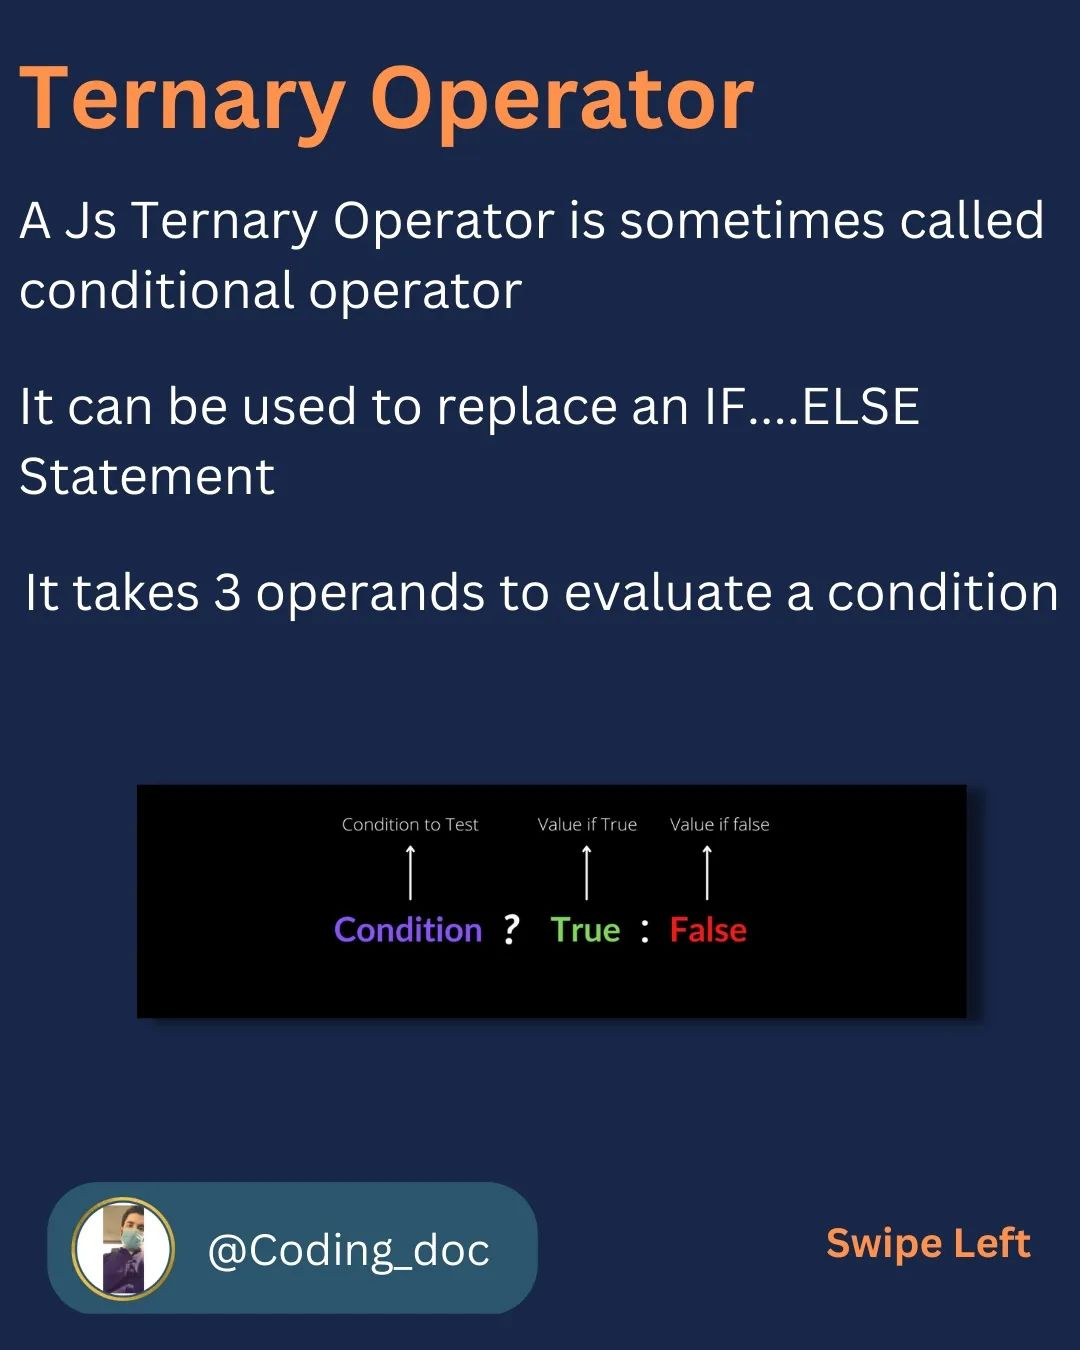 Ternary Operator
A Js Ternary Operator is sometimes called
conditional operator
It can be used to replace an IF....ELSE
Statement
It takes 3 operands to evaluate a condition
Condition to Test Value if True Value if false
Condition ? True : False
@Coding_doc
Swipe Left